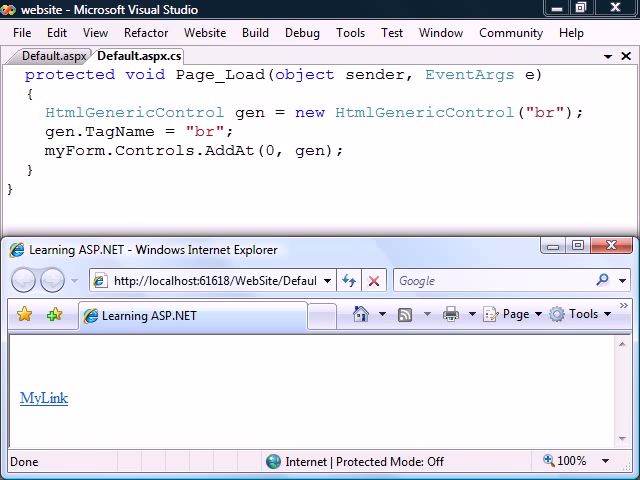 website - Microsoft Visual Studio
File Edit View Refactor Website Build Debug Tools Test Window Community Help
Default.aspx Default.aspx.cs
protected void Page_Load(object sender, EventArgs e)
{
HtmlGenericControl gen = new HtmlGenericControl("br");
gen.TagName = "br";
myForm.Controls.AddAt(0, gen);
}
}
Learning ASP.NET - Windows Internet Explorer
http://localhost:61618/WebSite/Defaul Google
Learning ASP.NET Page Tools
MyLink
Done Internet | Protected Mode: Off 100%